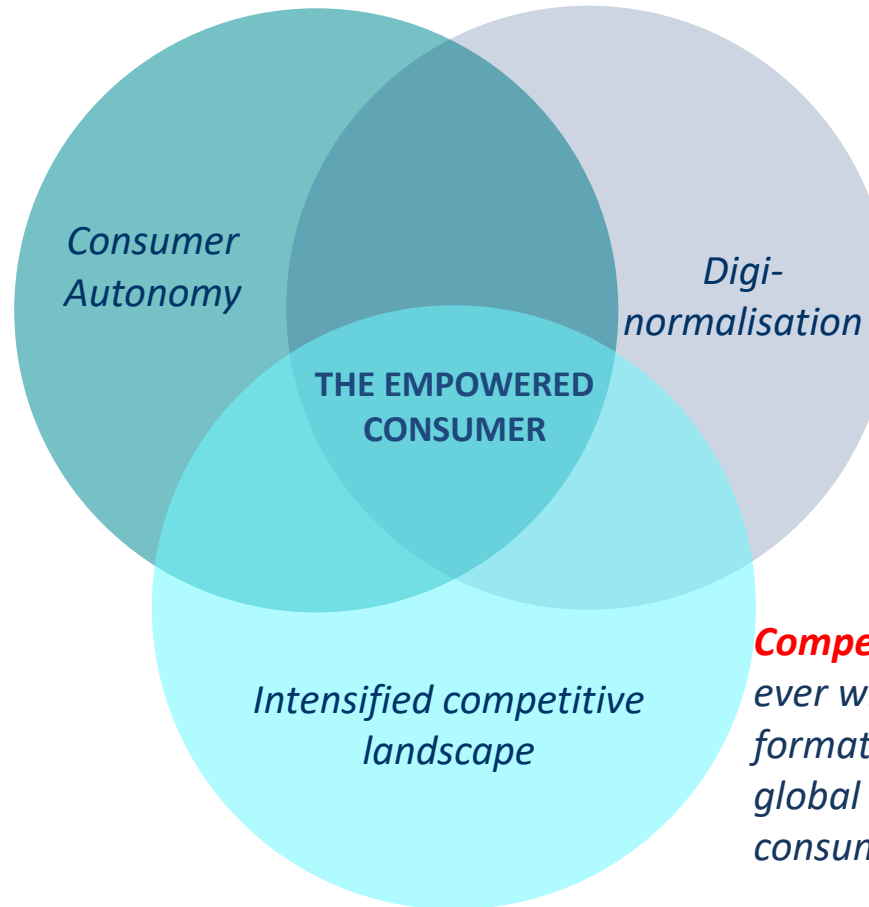 Consumer
Autonomy
Digi-
normalisation
THE EMPOWERED
CONSUMER
Intensified competitive
landscape
ever
global